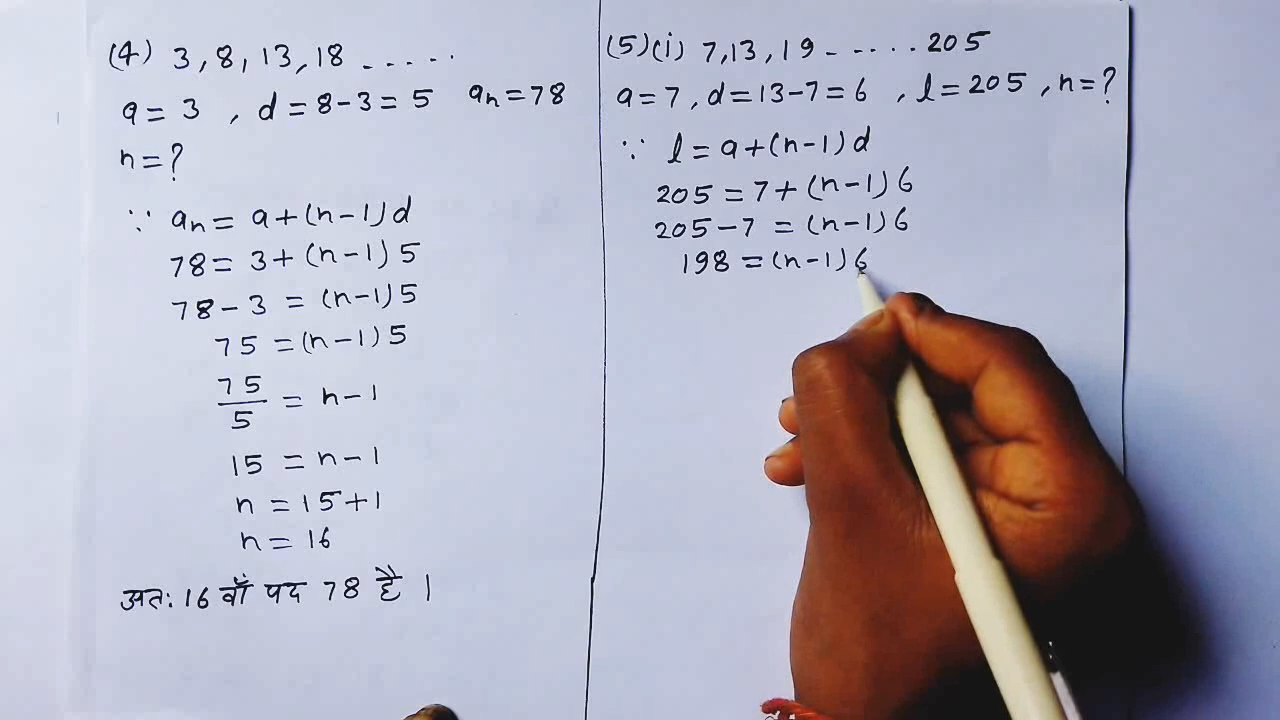 (4) 3, 8, 13, 18 - - - - - ·
a = 3 , d = 8-3 = 5 an = 78
n = ?
∵ an = a+(n-1)d
78 = 3+(n-1)5
78-3 = (n-1)5
75 = (n-1)5
75/5 = n-1
15 = n-1
n = 15+1
n = 16
अतः 16 वाँ पद 78 है ।
(5)(i) 7, 13, 19 - - · · · · 205
a = 7, d = 13-7 = 6 , l = 205 , n = ?
∵ l = a+(n-1)d
205 = 7+(n-1)6
205-7 = (n-1)6
198 = (n-1)6